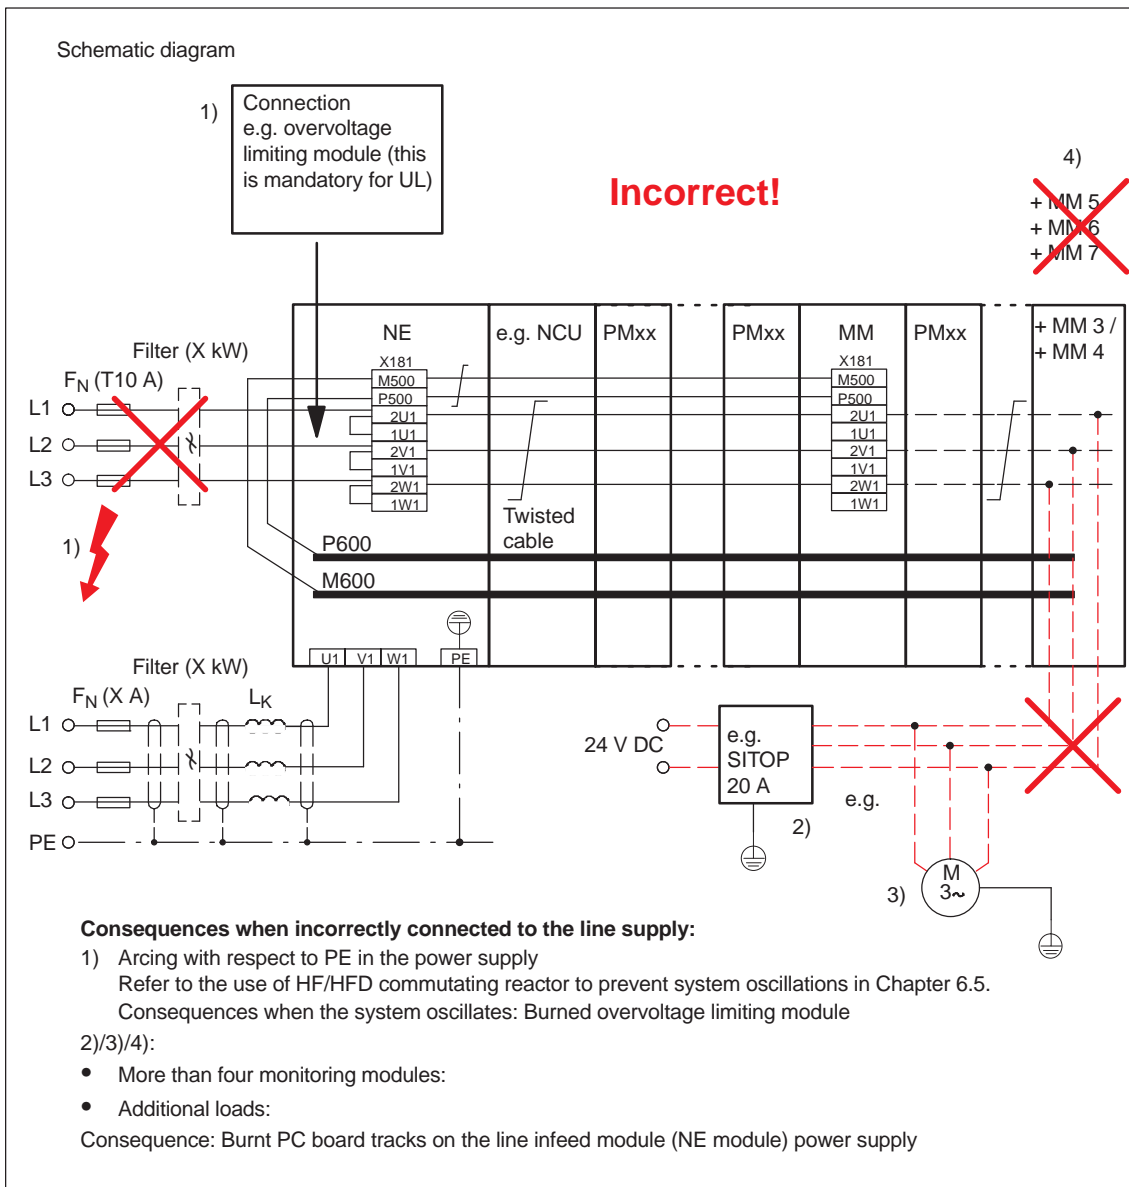 Schematic diagram
1)
Connection
e.g. overvoltage
limiting module (this
is mandatory for UL)
Incorrect!
4)
+ MM 5
+ MM 6
+ MM 7
NE
e.g. NCU
PMxx
PMxx
MM
PMxx
+ MM 3 /
+ MM 4
Filter (X kW)
FN (T10 A)
L1
L2
L3
X181
M500
P500
2U1
1U1
2V1
1V1
2W1
1W1
X181
M500
P500
2U1
1U1
2V1
1V1
2W1
1W1
Twisted
cable
1)
P600
M600
U1 V1 W1 PE
Filter (X kW)
FN (X A)
LK
L1
L2
L3
PE
24 V DC
e.g.
SITOP
20 A
2)
e.g.
3)
M
3~
Consequences when incorrectly connected to the line supply:
1) Arcing with respect to PE in the power supply
Refer to the use of HF/HFD commutating reactor to prevent system oscillations in Chapter 6.5.
Consequences when the system oscillates: Burned overvoltage limiting module
2)/3)/4):
• More than four monitoring modules:
• Additional loads:
Consequence: Burnt PC board tracks on the line infeed module (NE module) power supply